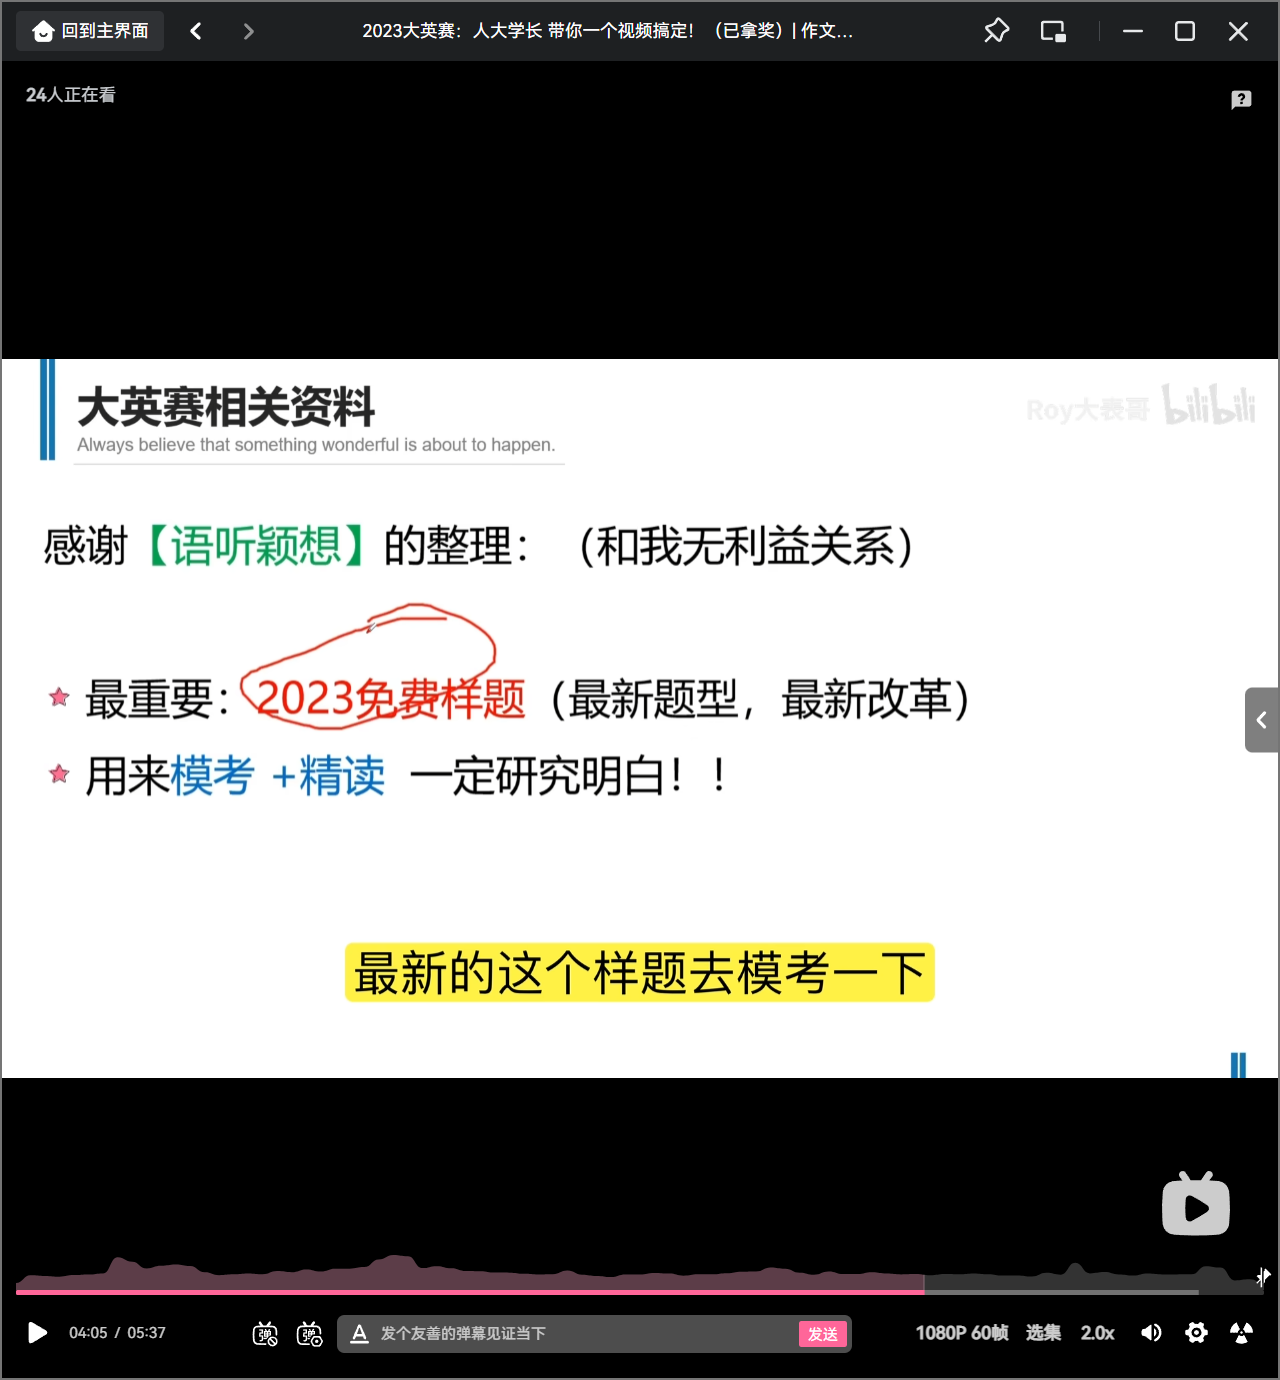 回到主界面
2023大英赛：人大学长 带你一个视频搞定！（已拿奖）| 作文...
24人正在看
大英赛相关资料
Always believe that something wonderful is about to happen.
Roy大表哥 bilibili
感谢【语听颖想】的整理：（和我无利益关系）
最重要：2023免费样题（最新题型，最新改革）
用来模考 +精读 一定研究明白！！
最新的这个样题去模考一下
04:05 / 05:37
弹
弹
A
发个友善的弹幕见证当下
发送
1080P 60帧
选集
2.0x